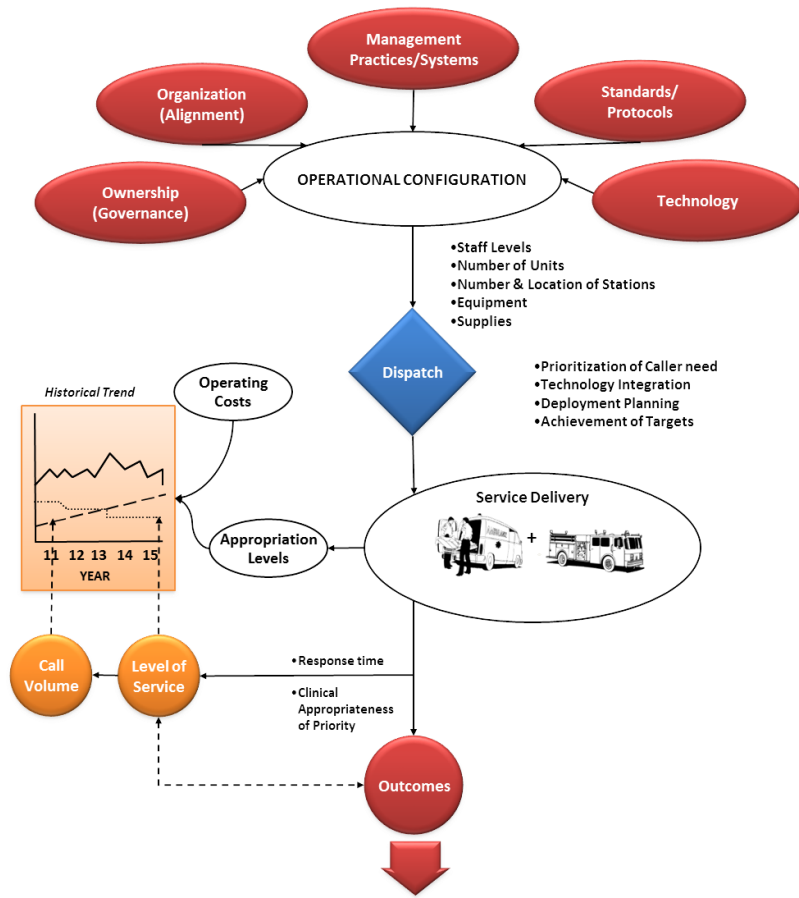 Management
Practices/Systems
Organization
(Alignment)
Standards/
Protocols
Ownership
(Governance)
OPERATIONAL CONFIGURATION
Technology
•Staff Levels
•Number of Units
•Number & Location of Stations
•Equipment
•Supplies
Dispatch
•Prioritization of Caller need
•Technology Integration
•Deployment Planning
•Achievement of Targets
Historical Trend
Operating
Costs
11 12 13 14 15
YEAR
Appropriation
Levels
Service Delivery
+
Call
Volume
Level of
Service
•Response time
•Clinical
Appropriateness
of Priority
Outcomes